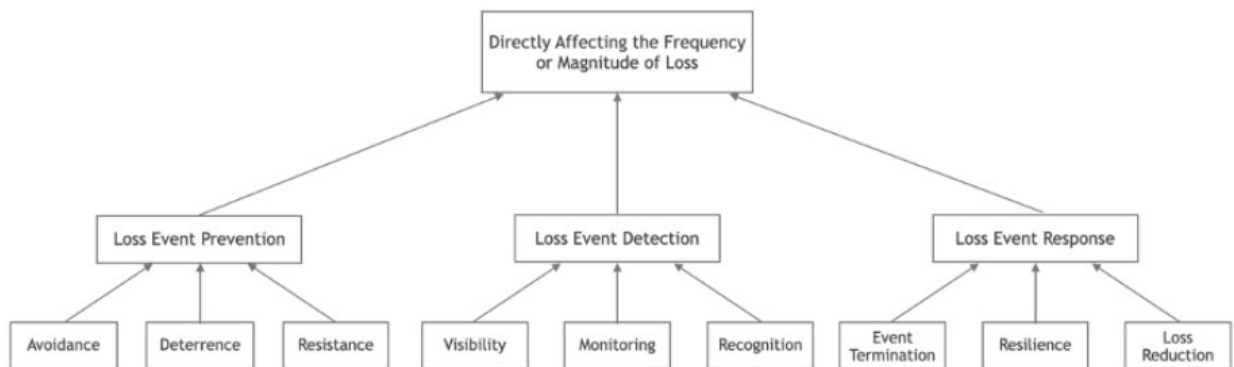 Directly Affecting the Frequency
or Magnitude of Loss
Loss Event Prevention
Loss Event Detection
Loss Event Response
Avoidance
Deterrence
Resistance
Visibility
Monitoring
Recognition
Event
Termination
Resilience
Loss
Reduction